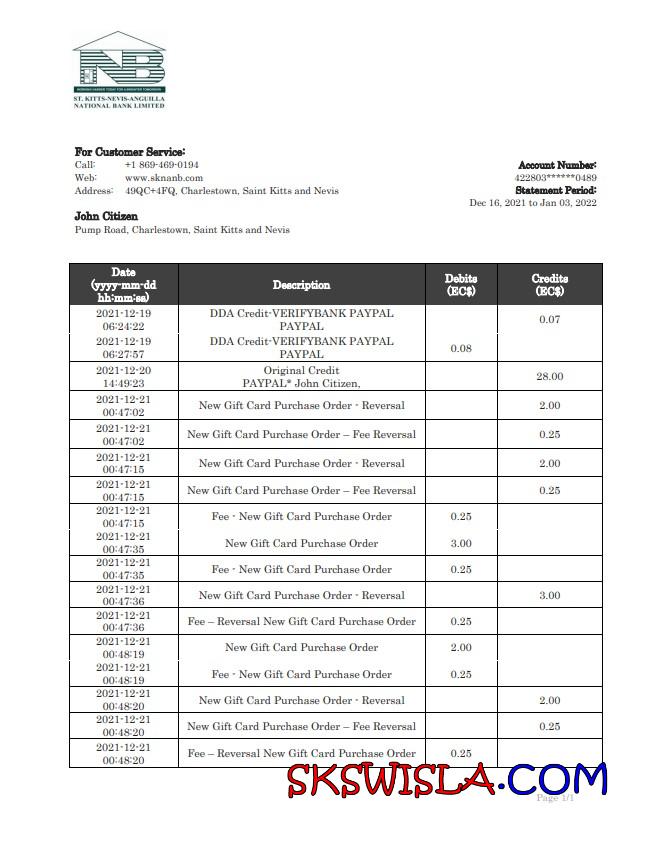 NB
WORKING HARDER TODAY FOR A BRIGHTER TOMORROW
ST. KITTS-NEVIS-ANGUILLA
NATIONAL BANK LIMITED
For Customer Service:
Call: +1 869-469-0194
Web: www.sknanb.com
Address: 49QC+4FQ, Charlestown, Saint Kitts and Nevis
Account Number:
422803******0489
Statement Period:
Dec 16, 2021 to Jan 03, 2022
John Citizen
Pump Road, Charlestown, Saint Kitts and Nevis
Date (yyyy-mm-dd hh:mm:ss) Description Debits (EC$) Credits (EC$)
2021-12-19 06:24:22 DDA Credit-VERIFYBANK PAYPAL PAYPAL 0.07
2021-12-19 06:27:57 DDA Credit-VERIFYBANK PAYPAL PAYPAL 0.08
2021-12-20 14:49:23 Original Credit PAYPAL* John Citizen, 28.00
2021-12-21 00:47:02 New Gift Card Purchase Order - Reversal 2.00
2021-12-21 00:47:02 New Gift Card Purchase Order – Fee Reversal 0.25
2021-12-21 00:47:15 New Gift Card Purchase Order - Reversal 2.00
2021-12-21 00:47:15 New Gift Card Purchase Order – Fee Reversal 0.25
2021-12-21 00:47:15 Fee - New Gift Card Purchase Order 0.25
2021-12-21 00:47:35 New Gift Card Purchase Order 3.00
2021-12-21 00:47:35 Fee - New Gift Card Purchase Order 0.25
2021-12-21 00:47:36 New Gift Card Purchase Order - Reversal 3.00
2021-12-21 00:47:36 Fee – Reversal New Gift Card Purchase Order 0.25
2021-12-21 00:48:19 New Gift Card Purchase Order 2.00
2021-12-21 00:48:19 Fee - New Gift Card Purchase Order 0.25
2021-12-21 00:48:20 New Gift Card Purchase Order - Reversal 2.00
2021-12-21 00:48:20 New Gift Card Purchase Order – Fee Reversal 0.25
2021-12-21 00:48:20 Fee – Reversal New Gift Card Purchase Order 0.25
SKSWISLA.COM
Page 1/1